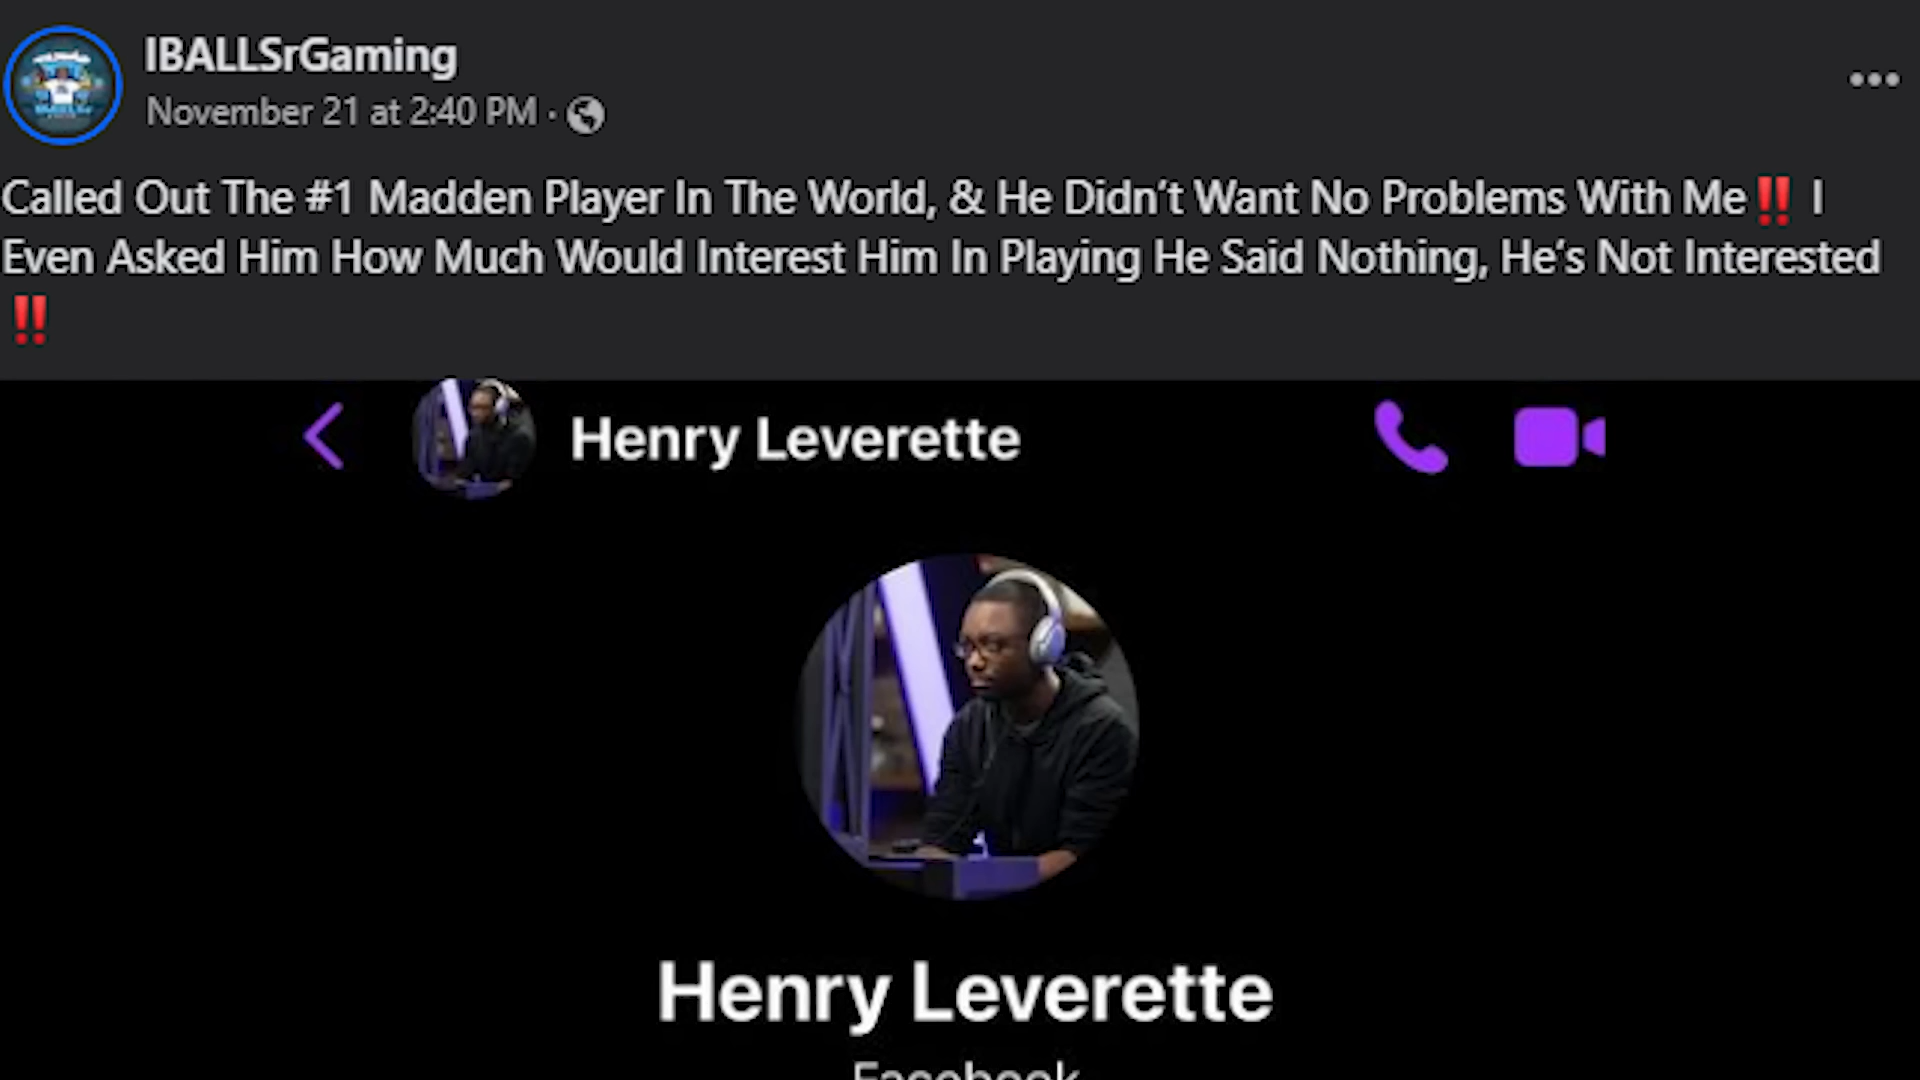 IBALLSrGaming
November 21 at 2:40 PM ·
Called Out The #1 Madden Player In The World, & He Didn’t Want No Problems With Me‼️ I
Even Asked Him How Much Would Interest Him In Playing He Said Nothing, He’s Not Interested
‼️
Henry Leverette
Henry Leverette
Facebook